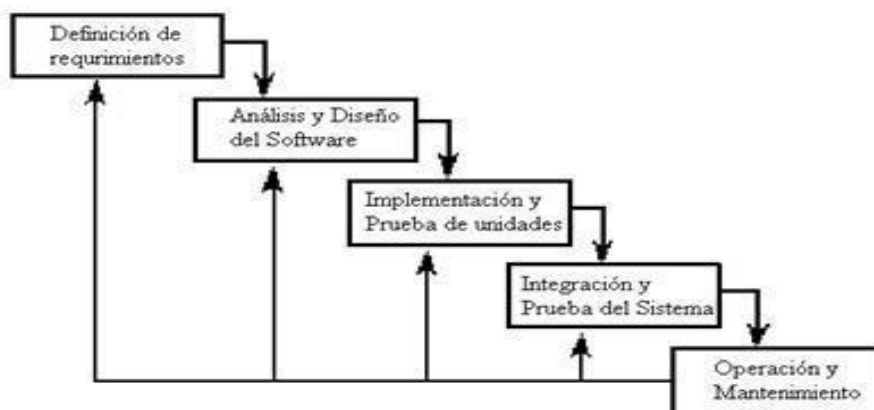 Definición de
requrimientos
Análisis y Diseño
del Software
Implementación y
Prueba de unidades
Integración y
Prueba del Sistema
Operación y
Mantenimiento